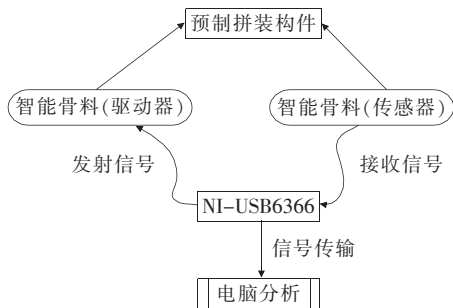 预制拼装构件
智能骨料(驱动器)
智能骨料(传感器)
发射信号
接收信号
NI-USB6366
信号传输
电脑分析